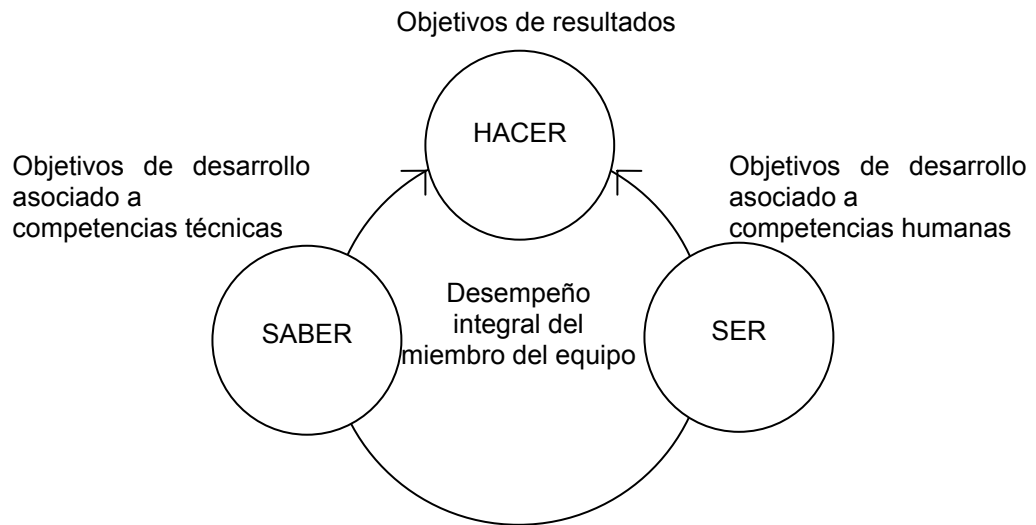 Objetivos de resultados
HACER
Objetivos de desarrollo
asociado a
competencias técnicas
Objetivos de desarrollo
asociado a
competencias humanas
SABER
Desempeño
integral del
miembro del equipo
SER